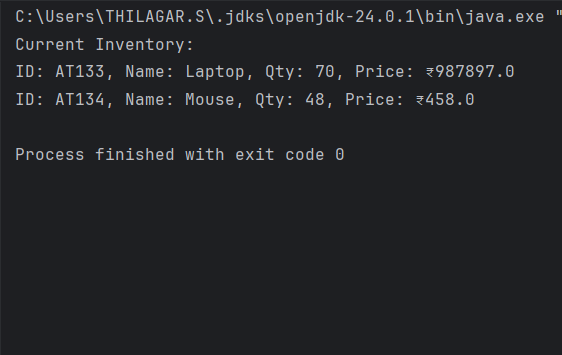 C:\Users\THILAGAR.S\.jdks\openjdk-24.0.1\bin\java.exe "
Current Inventory:
ID: AT133, Name: Laptop, Qty: 70, Price: ₹987897.0
ID: AT134, Name: Mouse, Qty: 48, Price: ₹458.0
Process finished with exit code 0